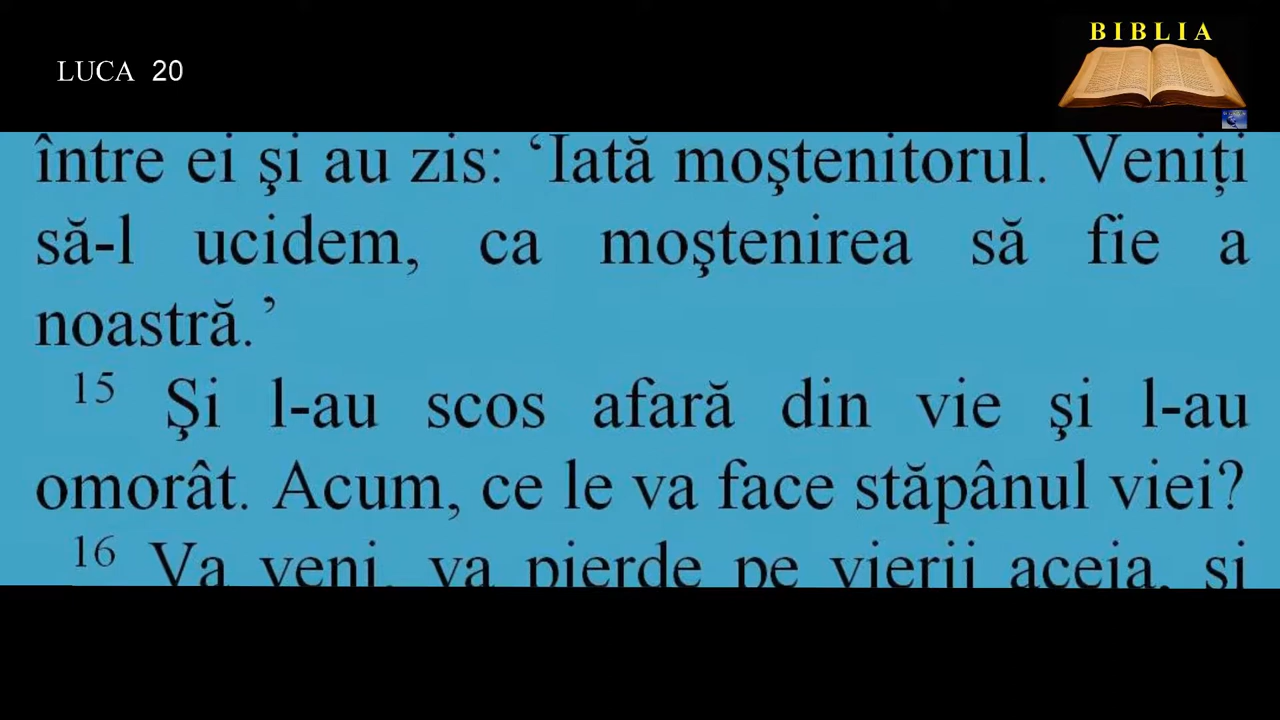 BIBLIA
LUCA 20
între ei şi au zis: ‘Iată moştenitorul. Veniţi
să-l ucidem, ca moştenirea să fie a
noastră.’
15 Şi l-au scos afară din vie şi l-au
omorât. Acum, ce le va face stăpânul viei?
16 Va veni, va pierde pe vierii aceia, şi